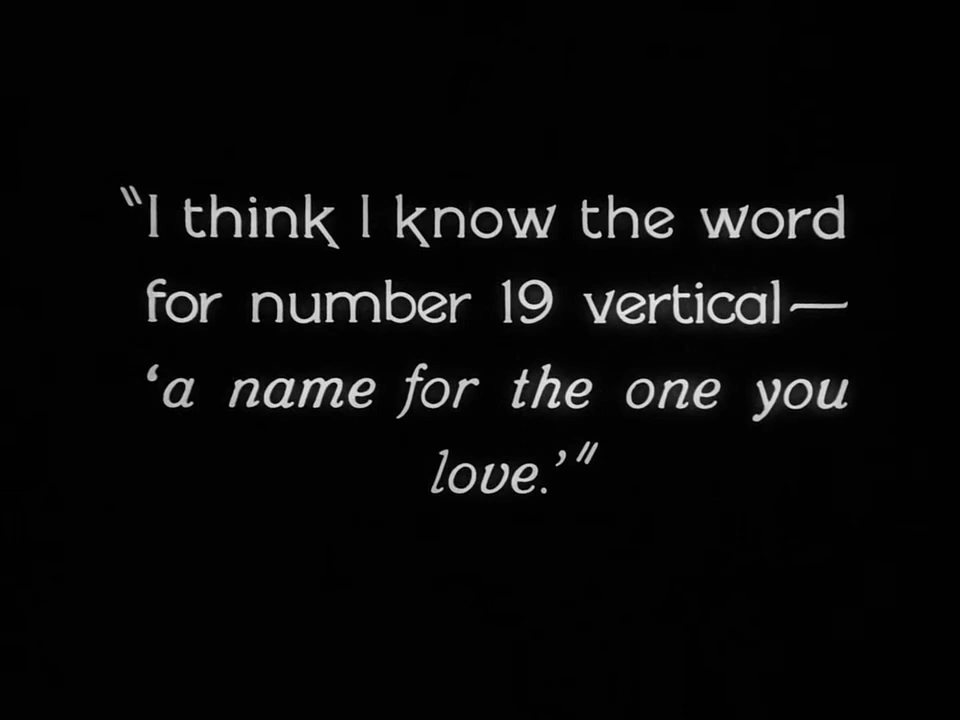 "I think I know the word
for number 19 vertical—
'a name for the one you
love.'"